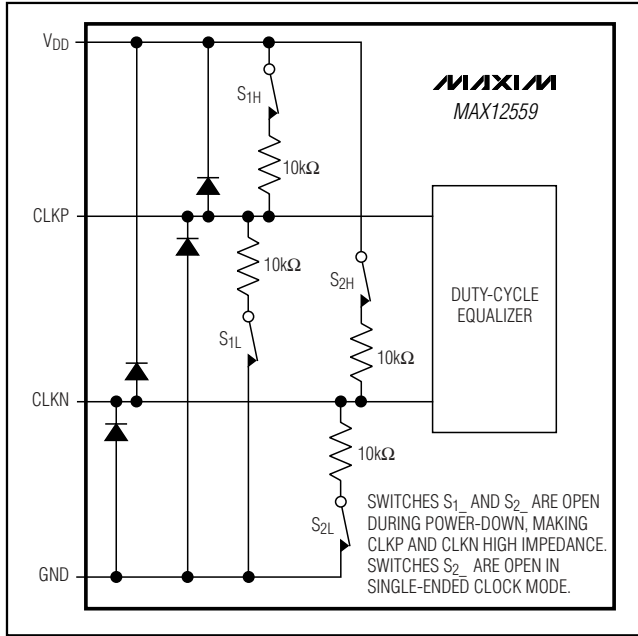 VDD
S1H
MAXIM
MAX12559
10kΩ
CLKP
10kΩ
S2H
DUTY-CYCLE
EQUALIZER
S1L
10kΩ
CLKN
10kΩ
SWITCHES S1_ AND S2_ ARE OPEN
DURING POWER-DOWN, MAKING
CLKP AND CLKN HIGH IMPEDANCE.
SWITCHES S2_ ARE OPEN IN
SINGLE-ENDED CLOCK MODE.
S2L
GND